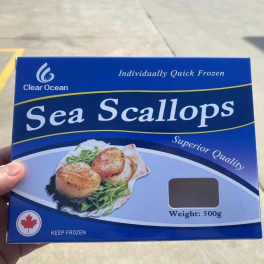 Individually Quick Frozen
Clear Ocean
Sea Scallops
Superior Quality
Weight: 500g
KEEP FROZEN